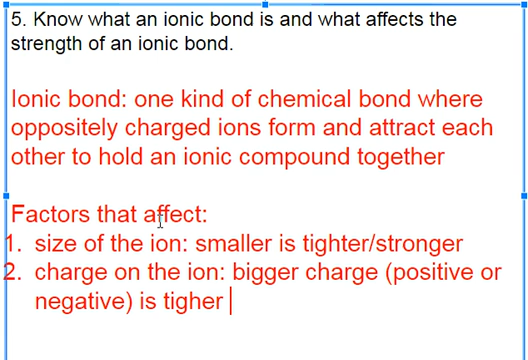 5. Know what an ionic bond is and what affects the
strength of an ionic bond.
Ionic bond: one kind of chemical bond where
oppositely charged ions form and attract each
other to hold an ionic compound together
Factors that affect:
1. size of the ion: smaller is tighter/stronger
2. charge on the ion: bigger charge (positive or
negative) is tigher